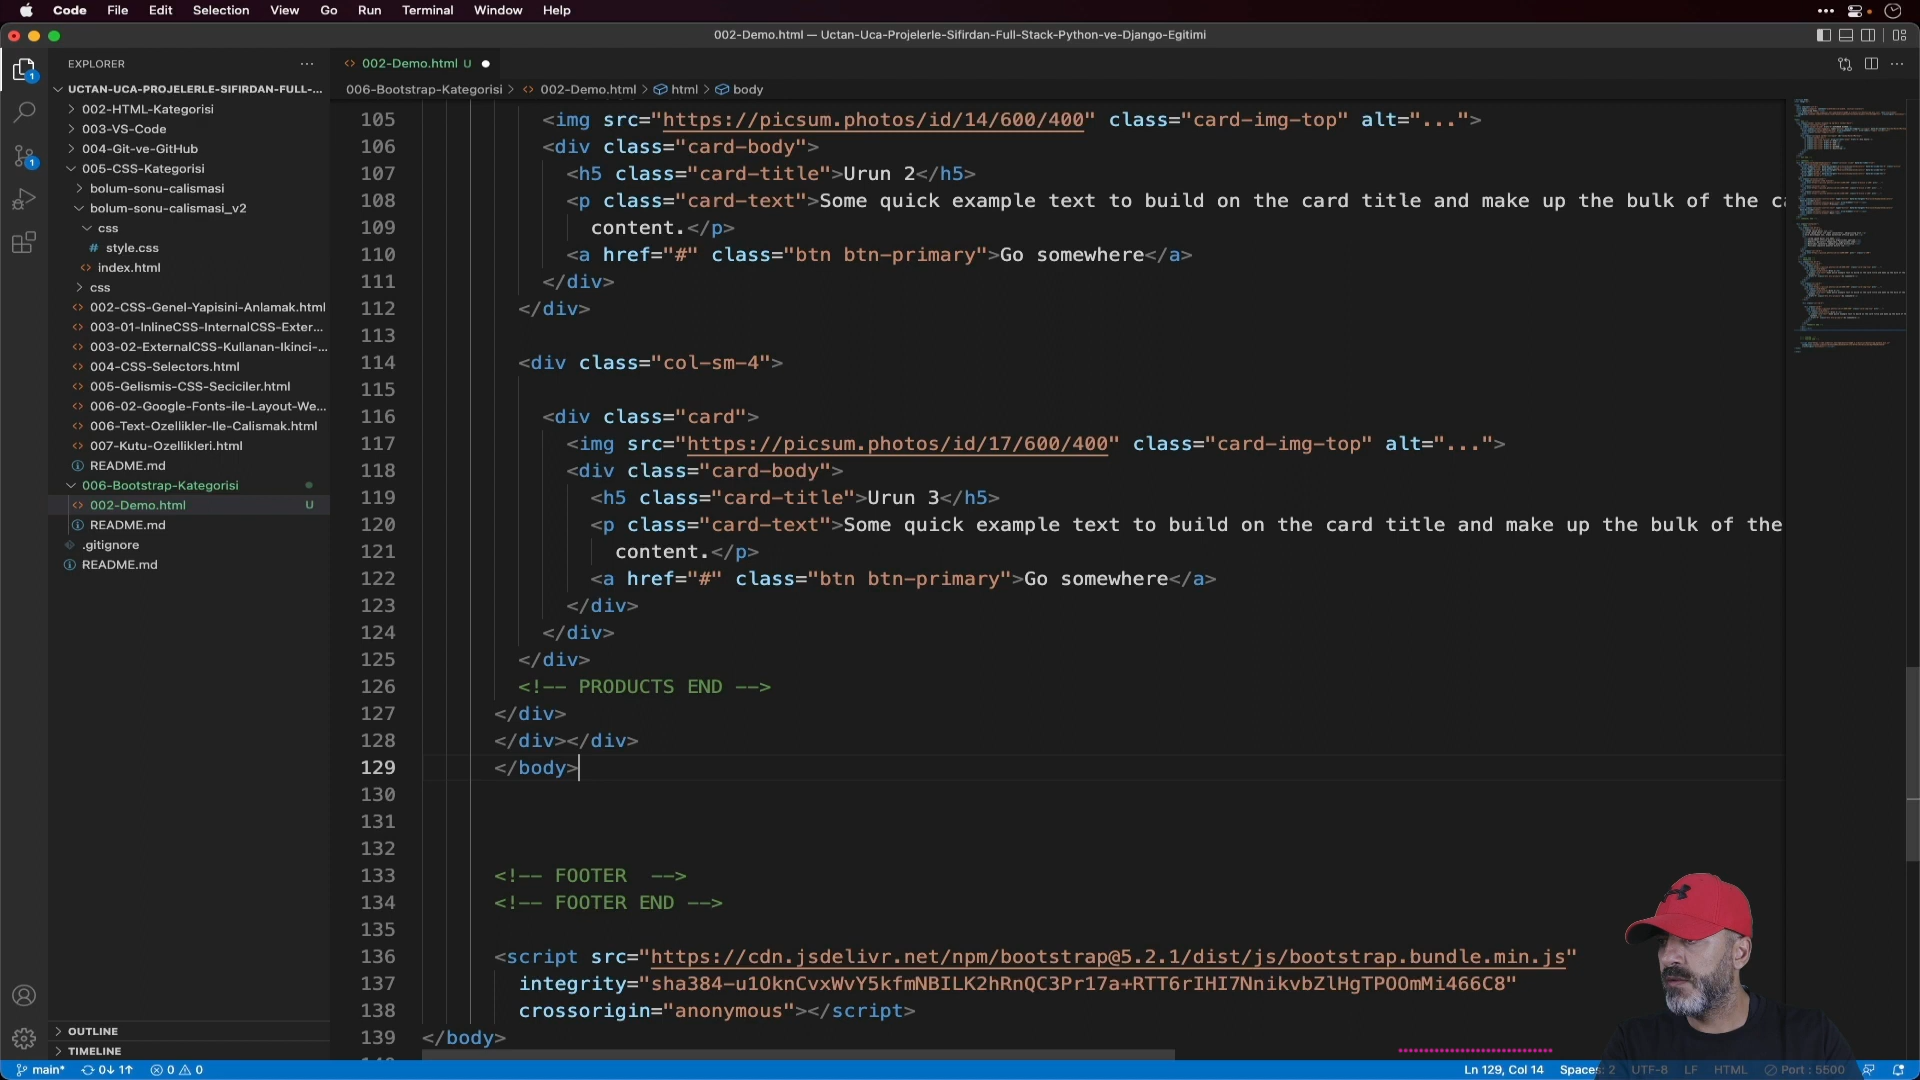 Code File Edit Selection View Go Run Terminal Window Help
002-Demo.html — Uctan-Uca-Projelerle-Sifirdan-Full-Stack-Python-ve-Django-Egitimi
EXPLORER
002-Demo.html U
UCTAN-UCA-PROJELERLE-SIFIRDAN-FULL-...
006-Bootstrap-Kategorisi > 002-Demo.html > html > body
002-HTML-Kategorisi
003-VS-Code
004-Git-ve-GitHub
005-CSS-Kategorisi
bolum-sonu-calismasi
bolum-sonu-calismasi_v2
css
style.css
index.html
css
002-CSS-Genel-Yapisini-Anlamak.html
003-01-InlineCSS-InternalCSS-Exter...
003-02-ExternalCSS-Kullanan-Ikinci-...
004-CSS-Selectors.html
005-Gelismis-CSS-Seciciler.html
006-02-Google-Fonts-ile-Layout-We...
006-Text-Ozellikler-Ile-Calismak.html
007-Kutu-Ozellikleri.html
README.md
006-Bootstrap-Kategorisi
002-Demo.html U
README.md
.gitignore
README.md
OUTLINE
TIMELINE
1
1
105 <img src="https://picsum.photos/id/14/600/400" class="card-img-top" alt="...">
106 <div class="card-body">
107 <h5 class="card-title">Urun 2</h5>
108 <p class="card-text">Some quick example text to build on the card title and make up the bulk of the ca
109 content.</p>
110 <a href="#" class="btn btn-primary">Go somewhere</a>
111 </div>
112 </div>
113
114 <div class="col-sm-4">
115
116 <div class="card">
117 <img src="https://picsum.photos/id/17/600/400" class="card-img-top" alt="...">
118 <div class="card-body">
119 <h5 class="card-title">Urun 3</h5>
120 <p class="card-text">Some quick example text to build on the card title and make up the bulk of the
121 content.</p>
122 <a href="#" class="btn btn-primary">Go somewhere</a>
123 </div>
124 </div>
125 </div>
126 <!-- PRODUCTS END -->
127 </div>
128 </div></div>
129 </body>
130
131
132
133 <!-- FOOTER  -->
134 <!-- FOOTER END -->
135
136 <script src="https://cdn.jsdelivr.net/npm/bootstrap@5.2.1/dist/js/bootstrap.bundle.min.js"
137 integrity="sha384-u1OknCvxWvY5kfmNBILK2hRnQC3Pr17a+RTT6rIHI7NnikvbZlHgTPOOmMi466C8"
138 crossorigin="anonymous"></script>
139 </body>
main* 0↓ 1↑ 0 0 Ln 129, Col 14 Spaces: 2 UTF-8 LF HTML Port : 5500